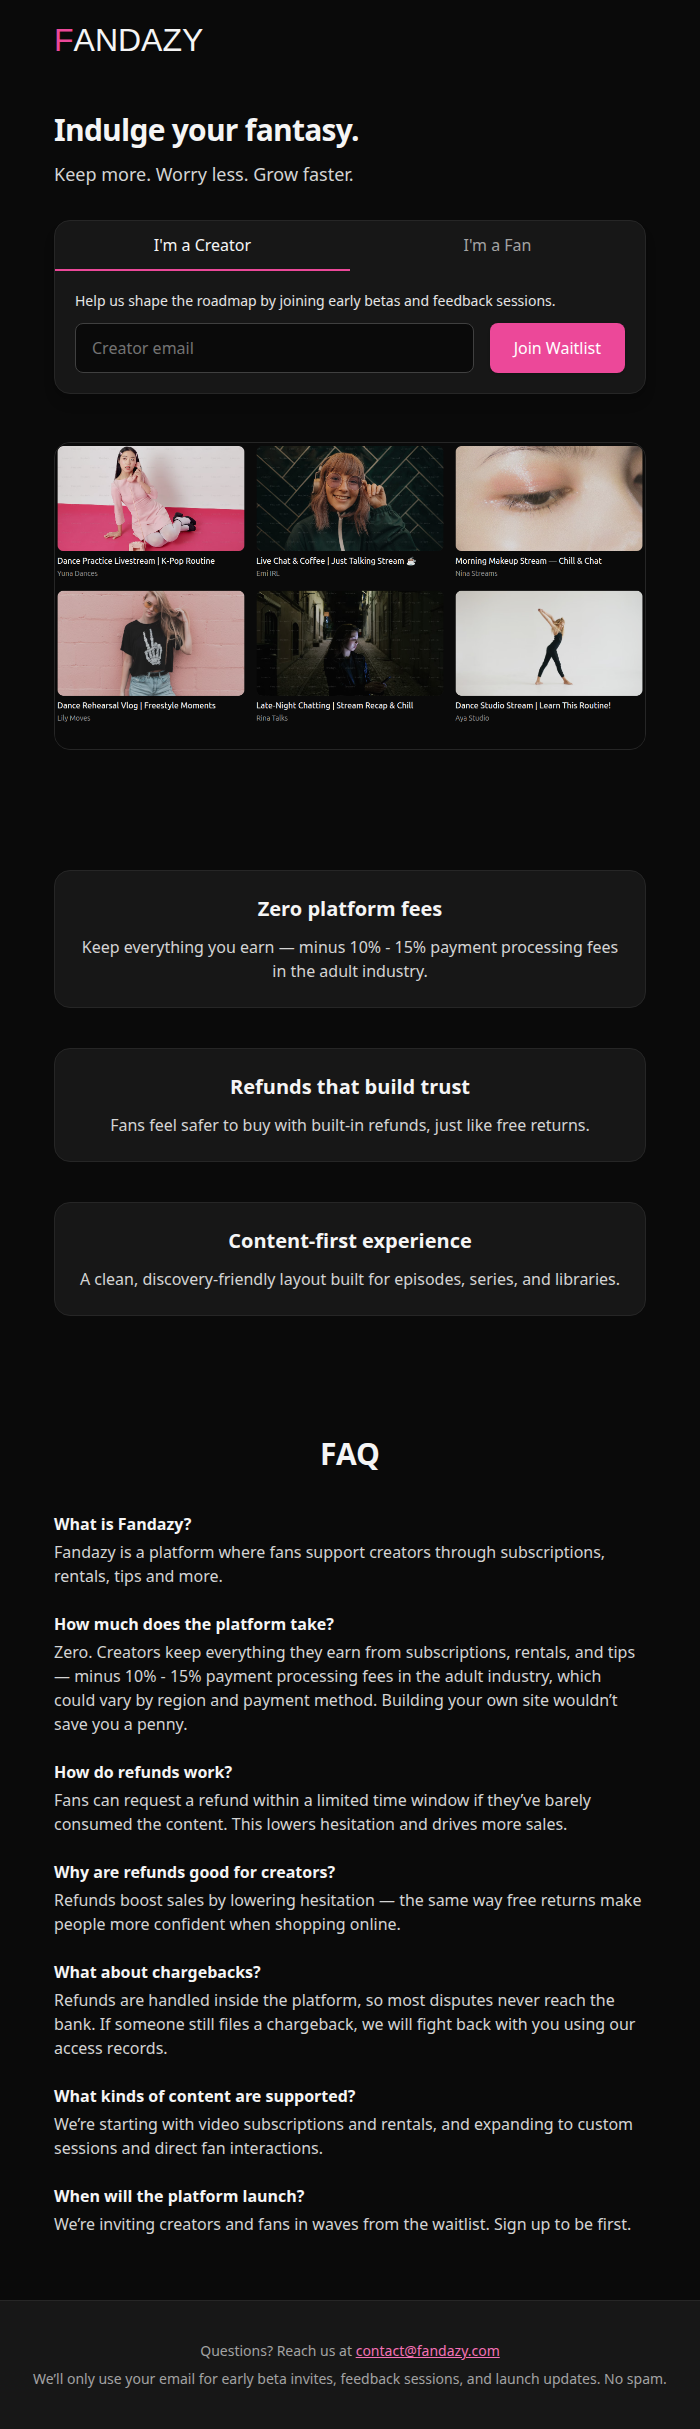 FANDAZY
Indulge your fantasy.
Keep more. Worry less. Grow faster.
I'm a Creator
I'm a Fan
Help us shape the roadmap by joining early betas and feedback sessions.
Creator email
Join Waitlist
Dance Practice Livestream | K-Pop Routine
Yuna Dances
Live Chat & Coffee | Just Talking Stream ☕
Emi IRL
Morning Makeup Stream — Chill & Chat
Nina Streams
Dance Rehearsal Vlog | Freestyle Moments
Lily Moves
Late-Night Chatting | Stream Recap & Chill
Rina Talks
Dance Studio Stream | Learn This Routine!
Aya Studio
Zero platform fees
Keep everything you earn — minus 10% - 15% payment processing fees
in the adult industry.
Refunds that build trust
Fans feel safer to buy with built-in refunds, just like free returns.
Content-first experience
A clean, discovery-friendly layout built for episodes, series, and libraries.
FAQ
What is Fandazy?
Fandazy is a platform where fans support creators through subscriptions,
rentals, tips and more.
How much does the platform take?
Zero. Creators keep everything they earn from subscriptions, rentals, and tips
— minus 10% - 15% payment processing fees in the adult industry, which
could vary by region and payment method. Building your own site wouldn’t
save you a penny.
How do refunds work?
Fans can request a refund within a limited time window if they’ve barely
consumed the content. This lowers hesitation and drives more sales.
Why are refunds good for creators?
Refunds boost sales by lowering hesitation — the same way free returns make
people more confident when shopping online.
What about chargebacks?
Refunds are handled inside the platform, so most disputes never reach the
bank. If someone still files a chargeback, we will fight back with you using our
access records.
What kinds of content are supported?
We’re starting with video subscriptions and rentals, and expanding to custom
sessions and direct fan interactions.
When will the platform launch?
We’re inviting creators and fans in waves from the waitlist. Sign up to be first.
Questions? Reach us at contact@fandazy.com
We’ll only use your email for early beta invites, feedback sessions, and launch updates. No spam.